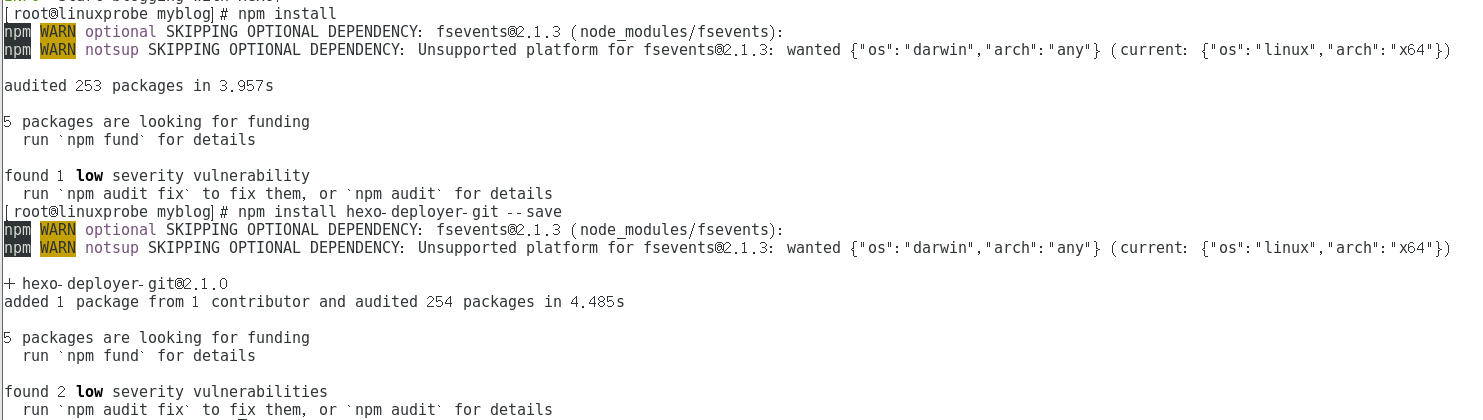 [root@linuxprobe myblog]# npm install
npm WARN optional SKIPPING OPTIONAL DEPENDENCY: fsevents@2.1.3 (node_modules/fsevents):
npm WARN notsup SKIPPING OPTIONAL DEPENDENCY: Unsupported platform for fsevents@2.1.3: wanted {"os":"darwin","arch":"any"} (current: {"os":"linux","arch":"x64"})
audited 253 packages in 3.957s
5 packages are looking for funding
run `npm fund` for details
found 1 low severity vulnerability
run `npm audit fix` to fix them, or `npm audit` for details
[root@linuxprobe myblog]# npm install hexo-deployer-git --save
npm WARN optional SKIPPING OPTIONAL DEPENDENCY: fsevents@2.1.3 (node_modules/fsevents):
npm WARN notsup SKIPPING OPTIONAL DEPENDENCY: Unsupported platform for fsevents@2.1.3: wanted {"os":"darwin","arch":"any"} (current: {"os":"linux","arch":"x64"})
+ hexo-deployer-git@2.1.0
added 1 package from 1 contributor and audited 254 packages in 4.485s
5 packages are looking for funding
run `npm fund` for details
found 2 low severity vulnerabilities
run `npm audit fix` to fix them, or `npm audit` for details